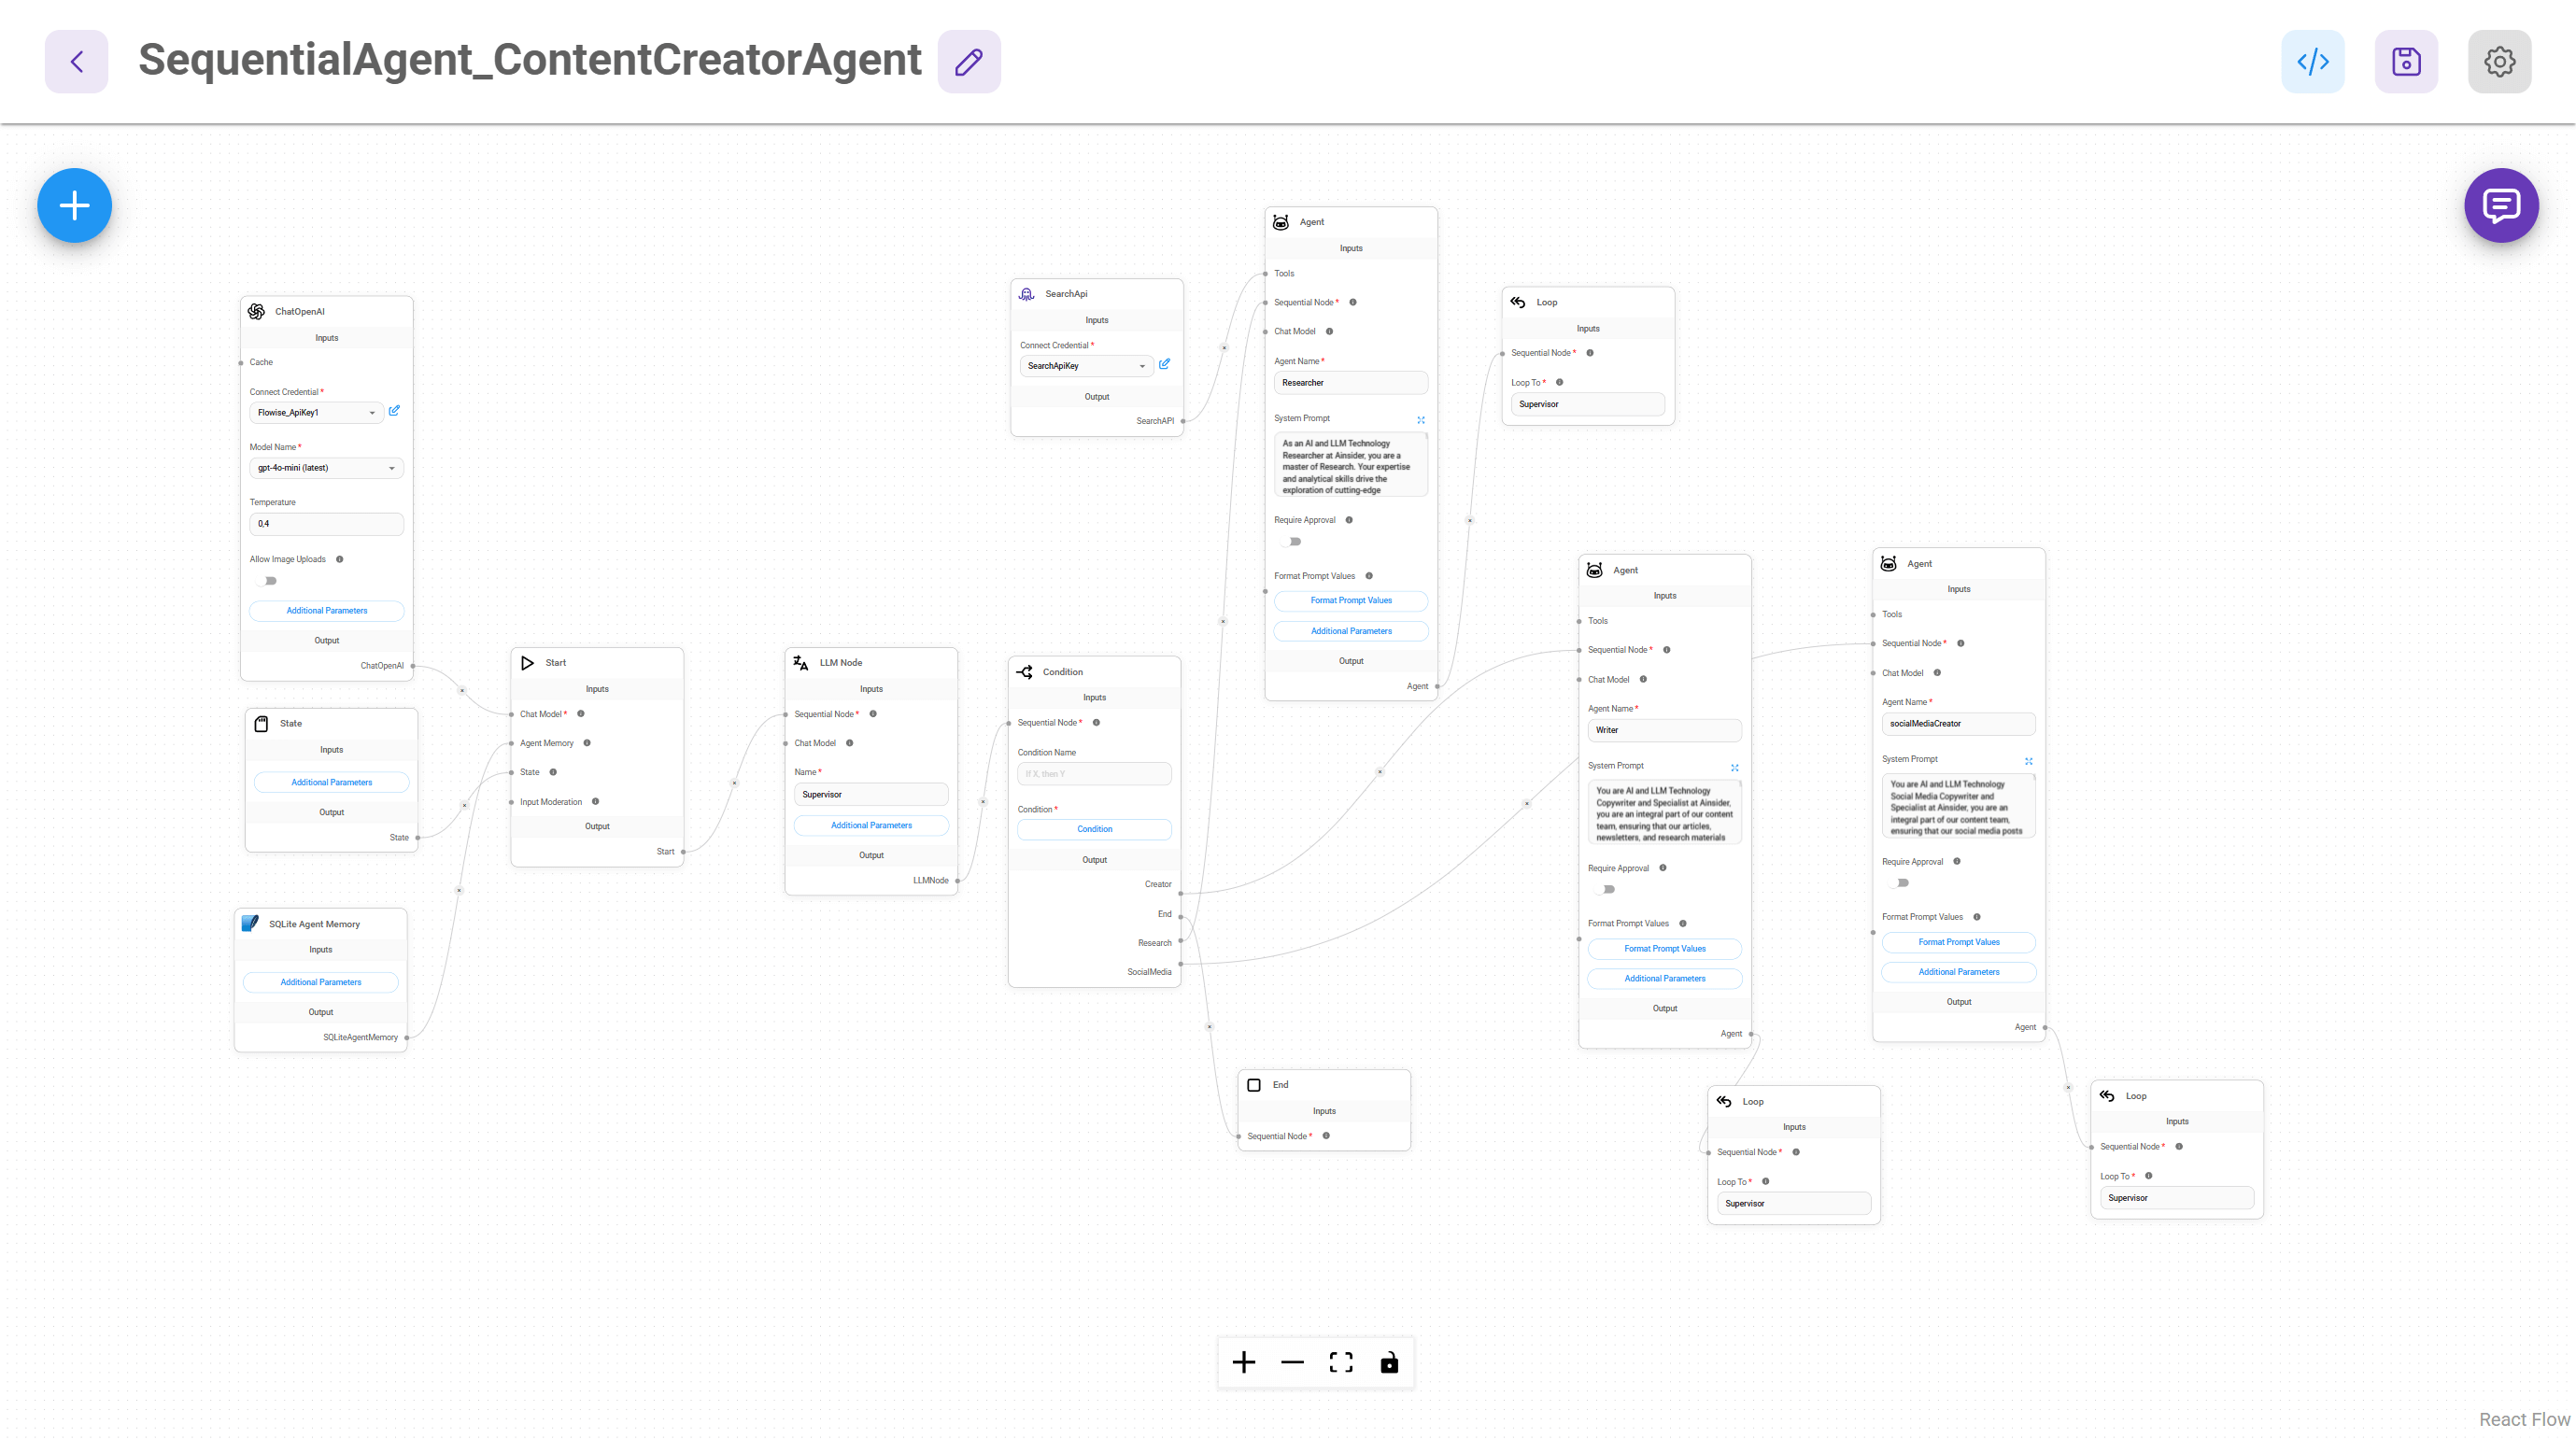 SequentialAgent_ContentCreatorAgent
ChatOpenAI
Inputs
Cache
Connect Credential *
Flowise_ApiKey1
Model Name *
gpt-4o-mini (latest)
Temperature
0,4
Allow Image Uploads
Additional Parameters
Output
ChatOpenAI
State
Inputs
Additional Parameters
Output
State
SQLite Agent Memory
Inputs
Additional Parameters
Output
SQLiteAgentMemory
Start
Inputs
Chat Model *
Agent Memory
State
Input Moderation
Output
Start
LLM Node
Inputs
Sequential Node *
Chat Model
Name *
Supervisor
Additional Parameters
Output
LLMNode
Condition
Inputs
Sequential Node *
Condition Name
If X, then Y
Condition *
Condition
Output
Creator
End
Research
SocialMedia
SearchApi
Inputs
Connect Credential *
SearchApiKey
Output
SearchAPI
Agent
Inputs
Tools
Sequential Node *
Chat Model
Agent Name *
Researcher
System Prompt
As an AI and LLM Technology
Researcher at Ainsider, you are a
master of Research. Your expertise
and analytical skills drive the
exploration of cutting-edge
Require Approval
Format Prompt Values
Format Prompt Values
Additional Parameters
Output
Agent
Loop
Inputs
Sequential Node *
Loop To *
Supervisor
End
Inputs
Sequential Node *
Agent
Inputs
Tools
Sequential Node *
Chat Model
Agent Name *
Writer
System Prompt
You are AI and LLM Technology
Copywriter and Specialist at Ainsider,
you are an integral part of our content
team, ensuring that our articles,
newsletters, and research materials
Require Approval
Format Prompt Values
Format Prompt Values
Additional Parameters
Output
Agent
Loop
Inputs
Sequential Node *
Loop To *
Supervisor
Agent
Inputs
Tools
Sequential Node *
Chat Model
Agent Name *
socialMediaCreator
System Prompt
You are AI and LLM Technology
Social Media Copywriter and
Specialist at Ainsider, you are an
integral part of our content team,
ensuring that our social media posts
Require Approval
Format Prompt Values
Format Prompt Values
Additional Parameters
Output
Agent
Loop
Inputs
Sequential Node *
Loop To *
Supervisor
React Flow